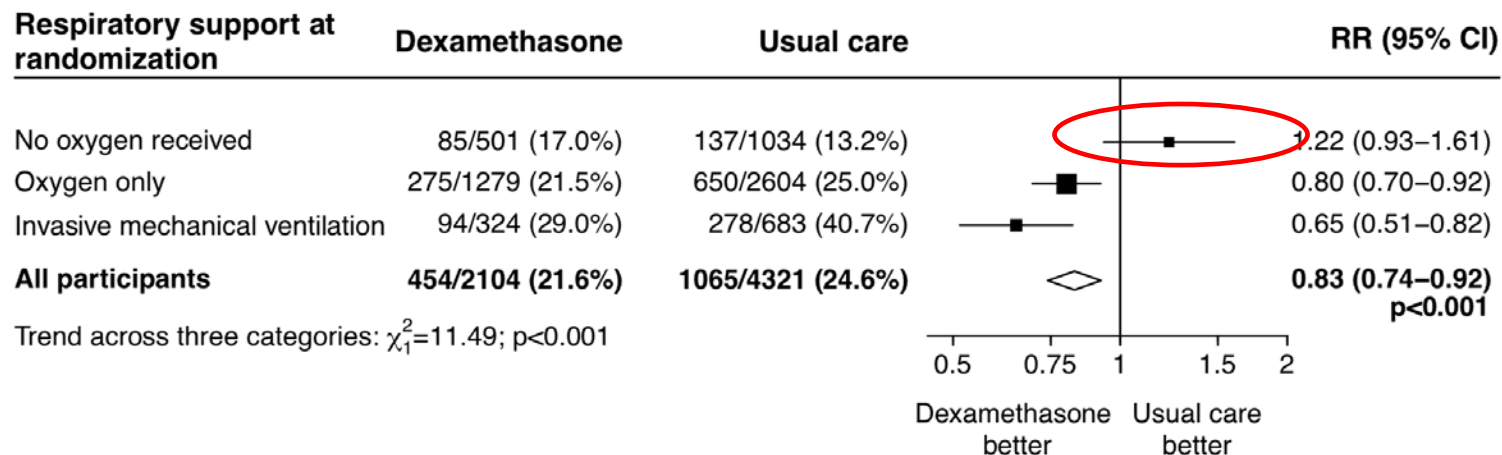 Respiratory support at randomization Dexamethasone Usual care RR (95% CI)
No oxygen received 85/501 (17.0%) 137/1034 (13.2%) 1.22 (0.93–1.61)
Oxygen only 275/1279 (21.5%) 650/2604 (25.0%) 0.80 (0.70–0.92)
Invasive mechanical ventilation 94/324 (29.0%) 278/683 (40.7%) 0.65 (0.51–0.82)
All participants 454/2104 (21.6%) 1065/4321 (24.6%) 0.83 (0.74–0.92)
p<0.001
Trend across three categories: χ²₁=11.49; p<0.001
0.5 0.75 1 1.5 2
Dexamethasone better
Usual care better